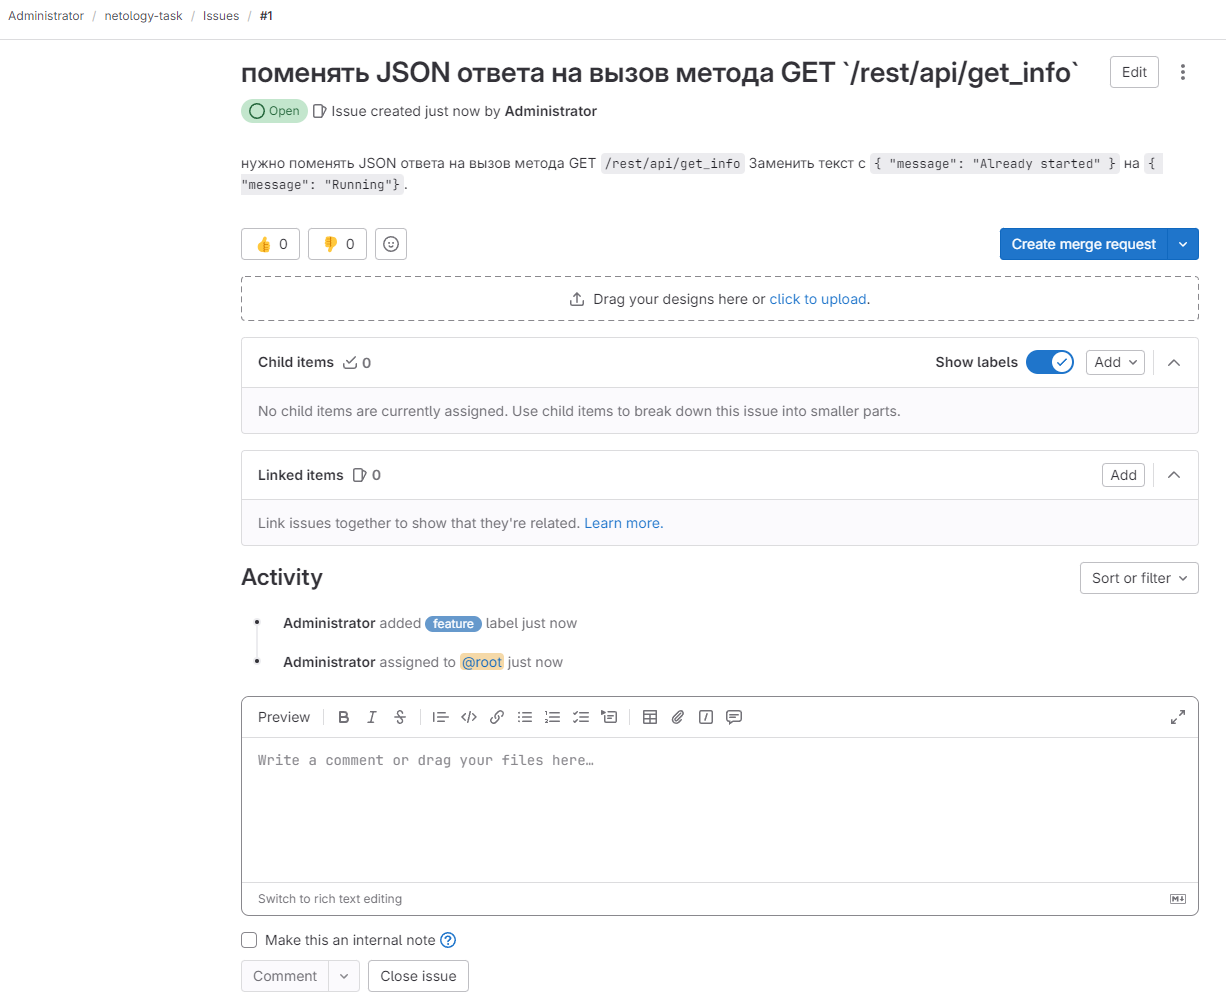 Administrator / netology-task / Issues / #1
поменять JSON ответа на вызов метода GET `/rest/api/get_info`
Edit
Open Issue created just now by Administrator
нужно поменять JSON ответа на вызов метода GET /rest/api/get_info Заменить текст с { "message": "Already started" } на {
"message": "Running"}.
0 0
Create merge request
Drag your designs here or click to upload.
Child items 0
Show labels Add
No child items are currently assigned. Use child items to break down this issue into smaller parts.
Linked items 0
Add
Link issues together to show that they're related. Learn more.
Activity
Sort or filter
Administrator added feature label just now
Administrator assigned to @root just now
Preview
Write a comment or drag your files here…
Switch to rich text editing
Make this an internal note
Comment Close issue